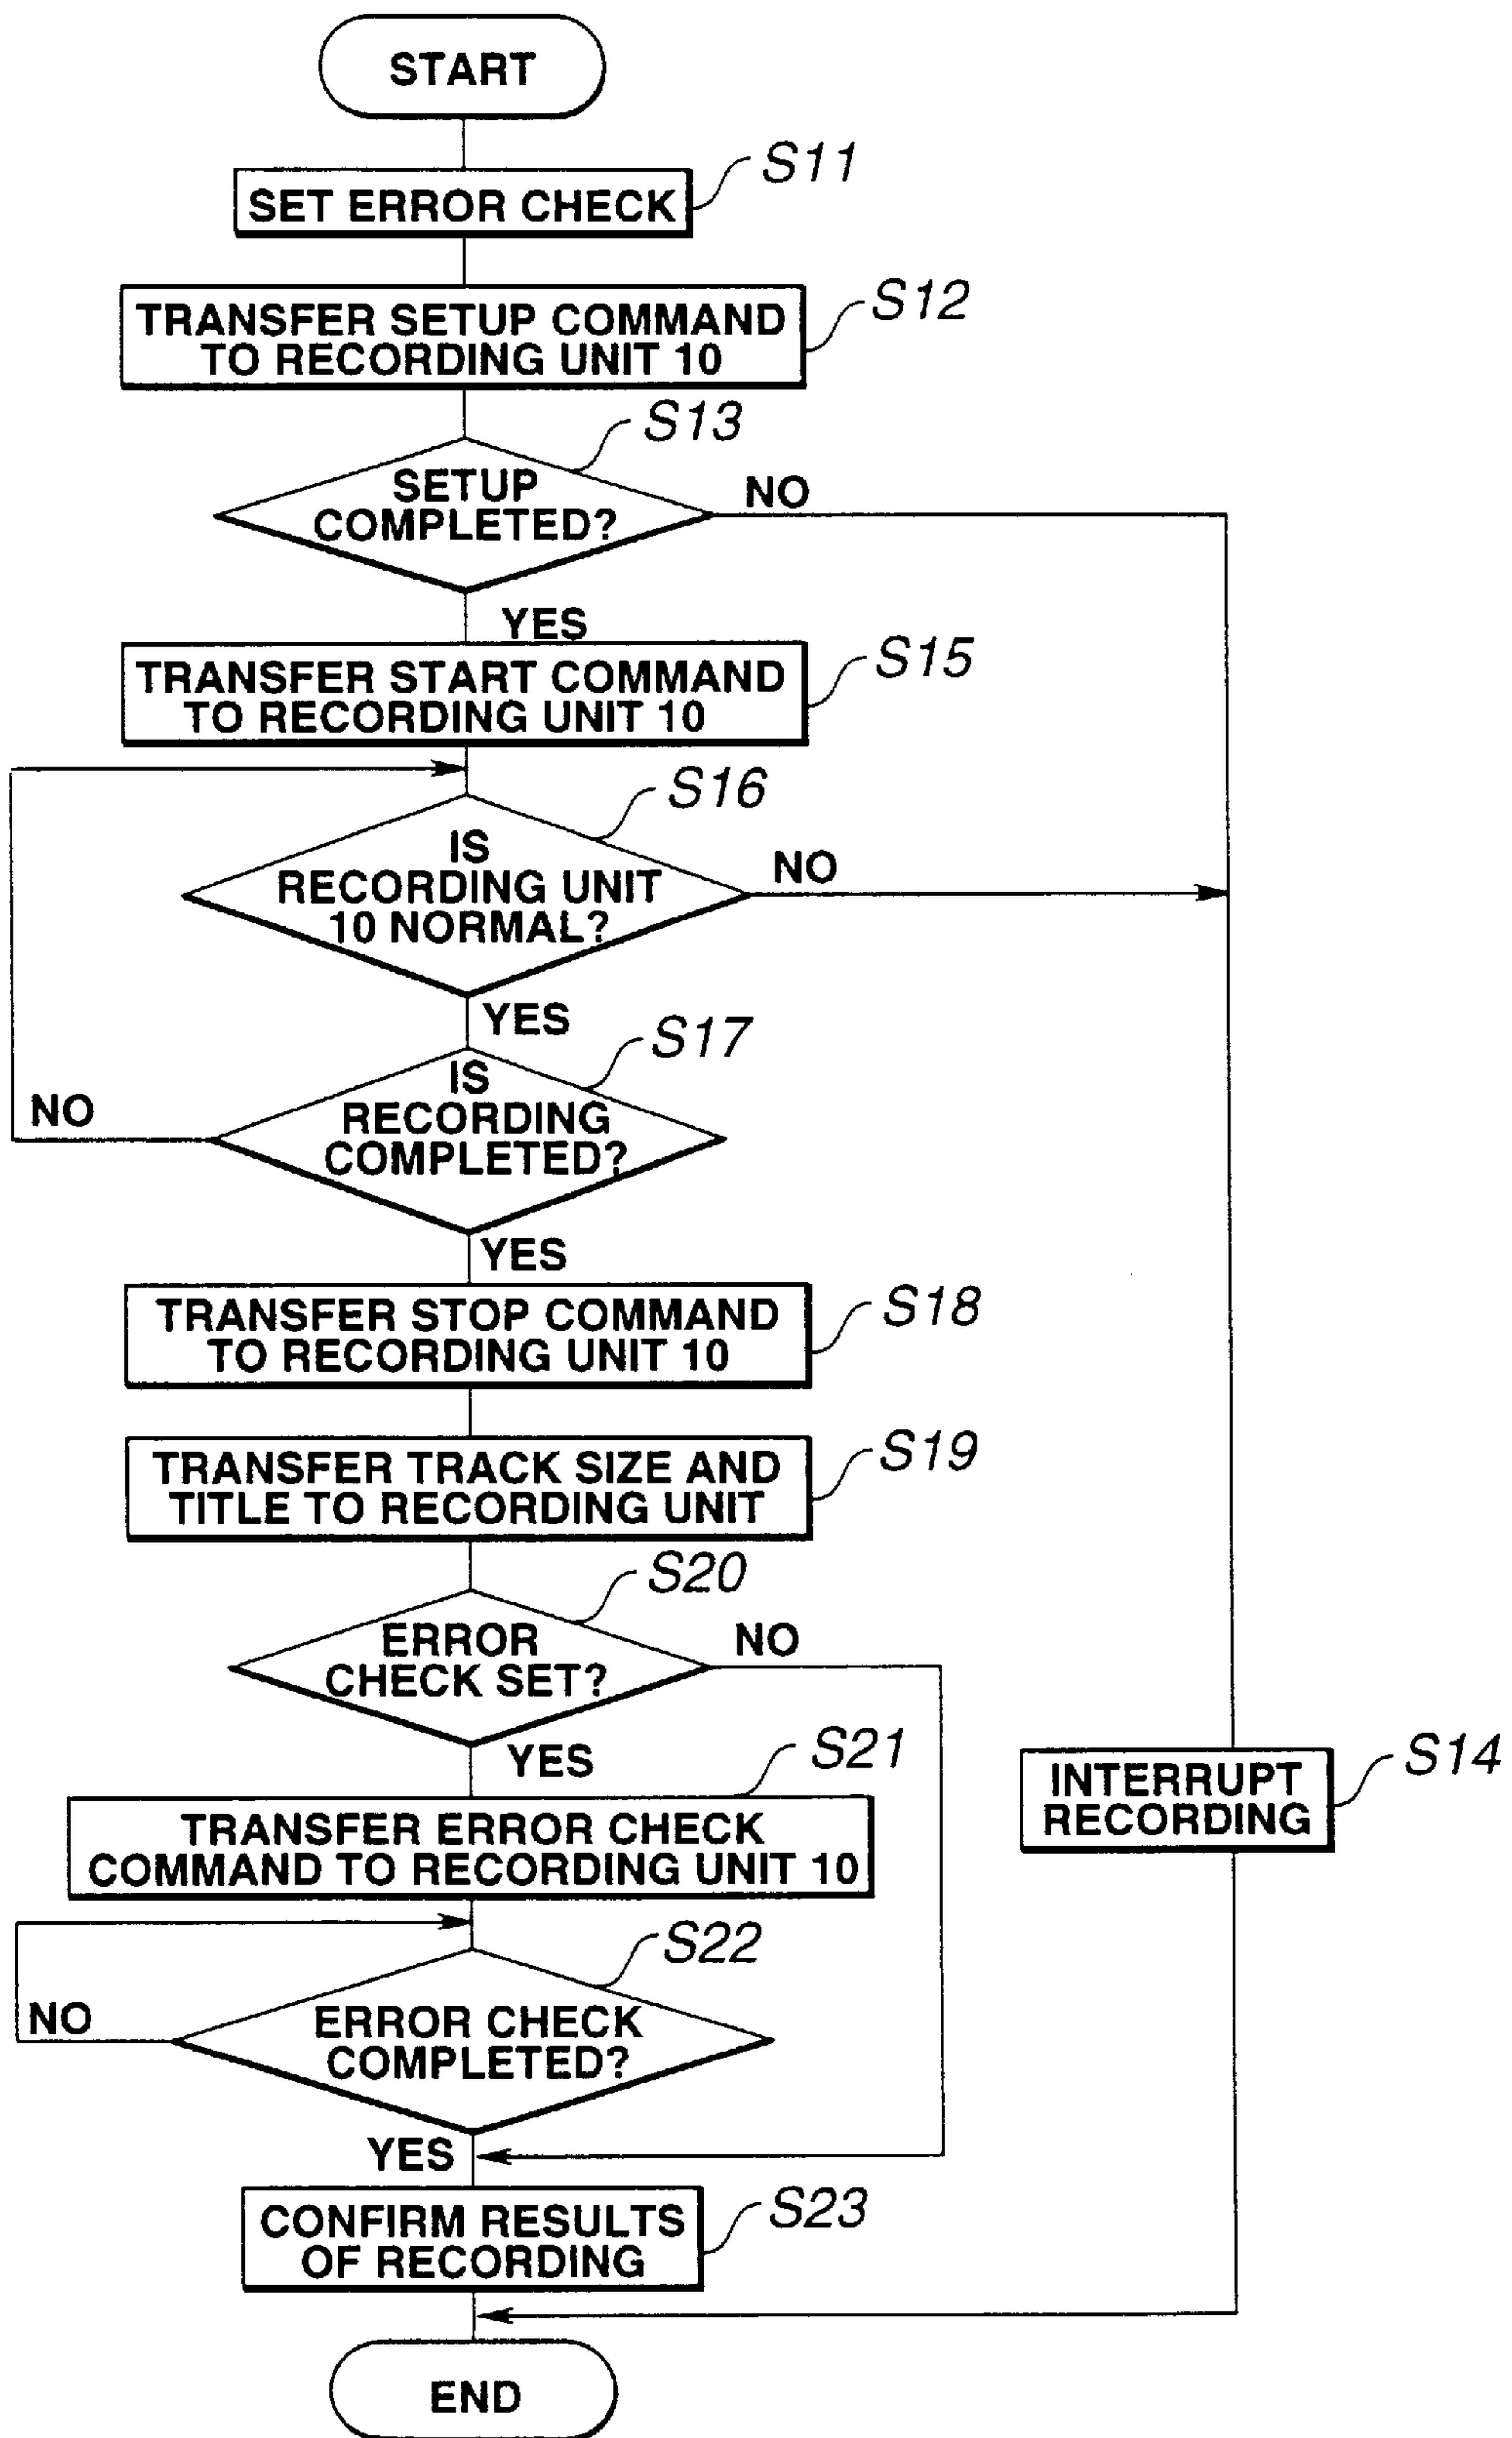 START
S11
SET ERROR CHECK
S12
TRANSFER SETUP COMMAND
TO RECORDING UNIT 10
S13
SETUP
COMPLETED?
NO
YES
S15
TRANSFER START COMMAND
TO RECORDING UNIT 10
S16
IS
RECORDING UNIT
10 NORMAL?
NO
YES
S17
IS
RECORDING
COMPLETED?
NO
YES
S18
TRANSFER STOP COMMAND
TO RECORDING UNIT 10
S19
TRANSFER TRACK SIZE AND
TITLE TO RECORDING UNIT
S20
ERROR
CHECK SET?
NO
YES
S21
TRANSFER ERROR CHECK
COMMAND TO RECORDING UNIT 10
S14
INTERRUPT
RECORDING
S22
ERROR CHECK
COMPLETED?
NO
YES
S23
CONFIRM RESULTS
OF RECORDING
END